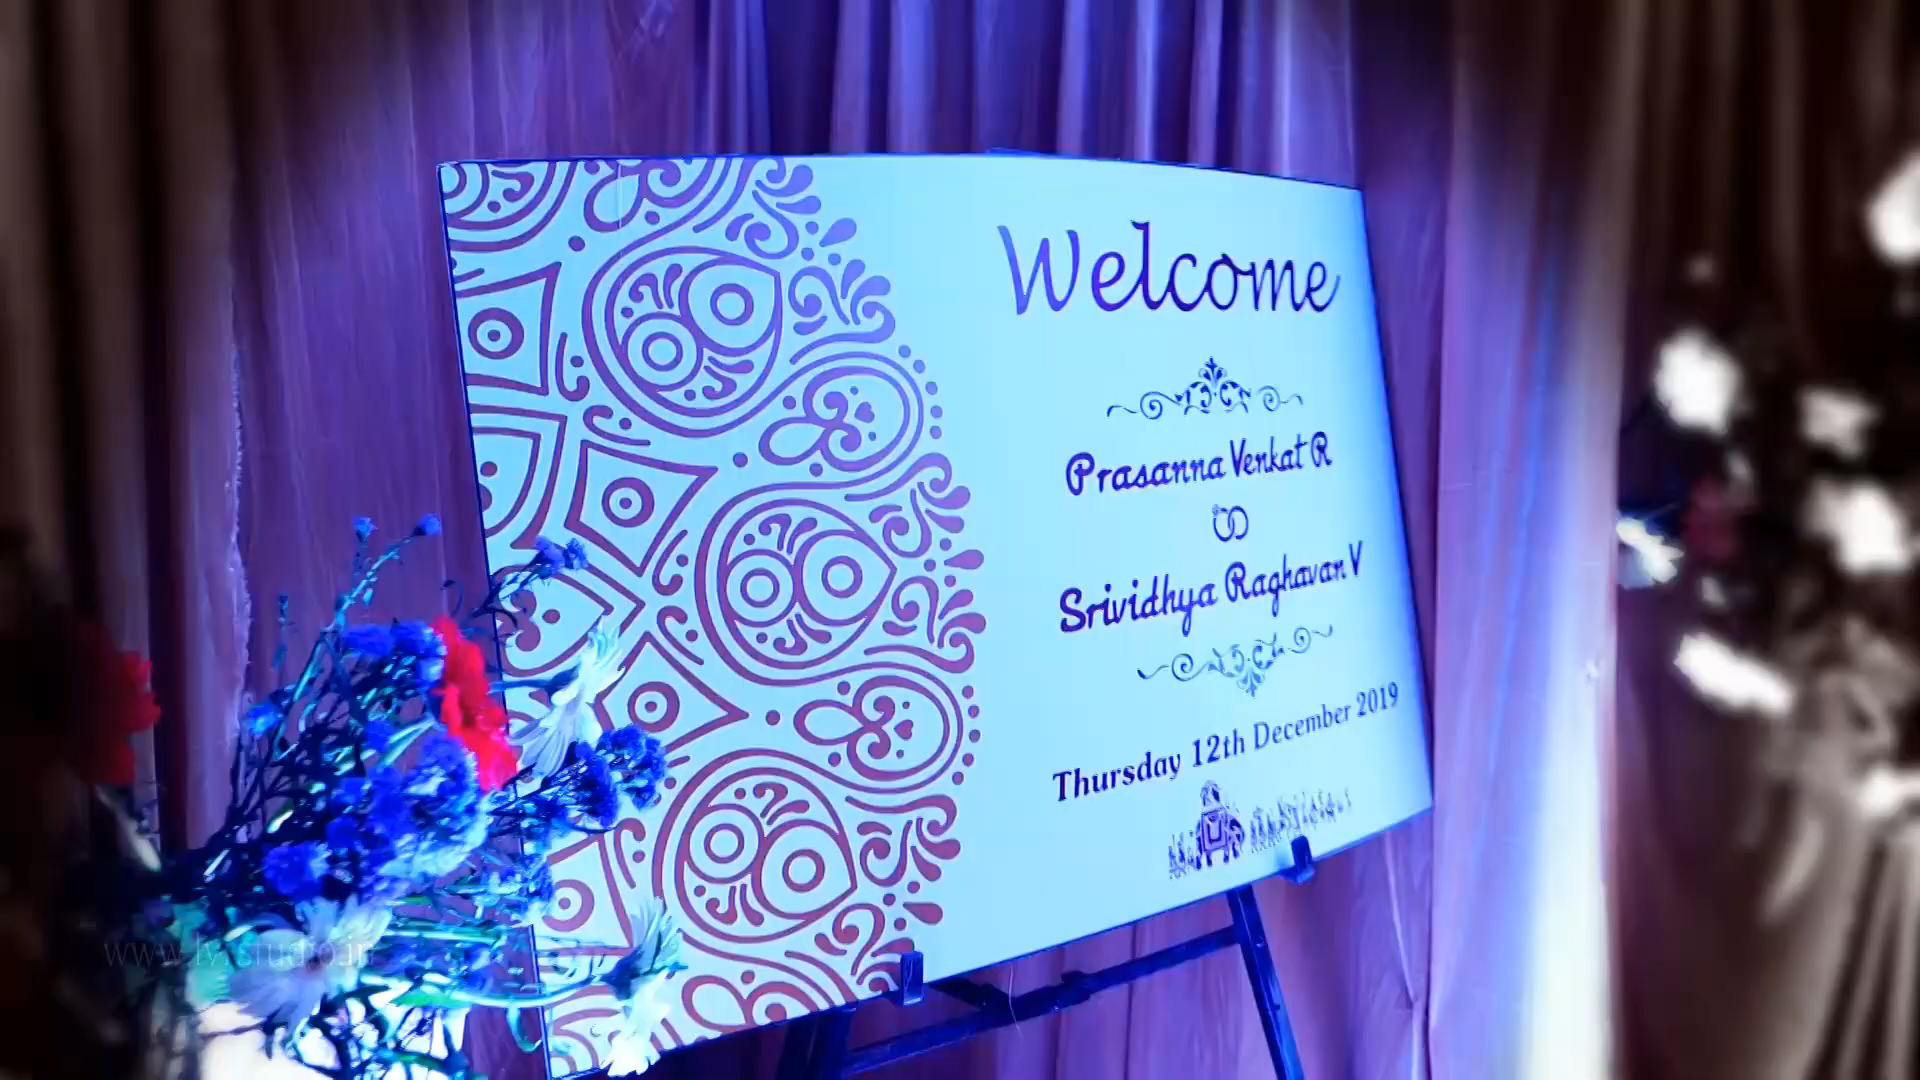 Welcome
Prasanna Venkat R
Srividhya Raghavan V
Thursday 12th December 2019